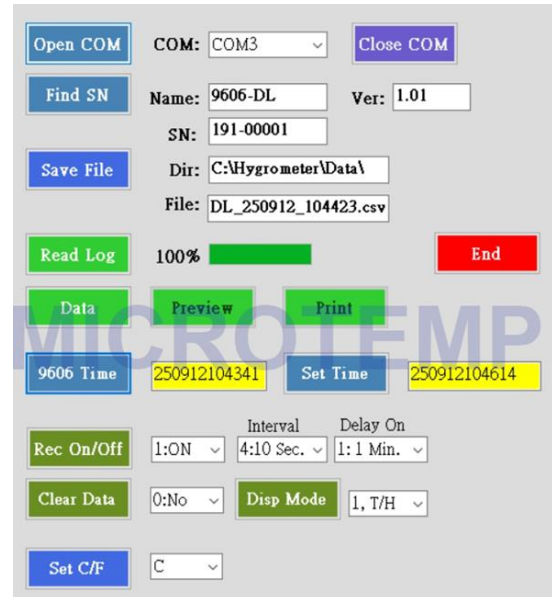 Open COM COM: COM3 Close COM
Find SN Name: 9606-DL Ver: 1.01
SN: 191-00001
Save File Dir: C:\Hygrometer\Data\
File: DL_250912_104423.csv
Read Log 100% End
Data Preview Print
MICROTEMP
9606 Time 250912104341 Set Time 250912104614
Interval Delay On
Rec On/Off 1:ON 4:10 Sec. 1: 1 Min.
Clear Data 0:No Disp Mode 1, T/H
Set C/F C